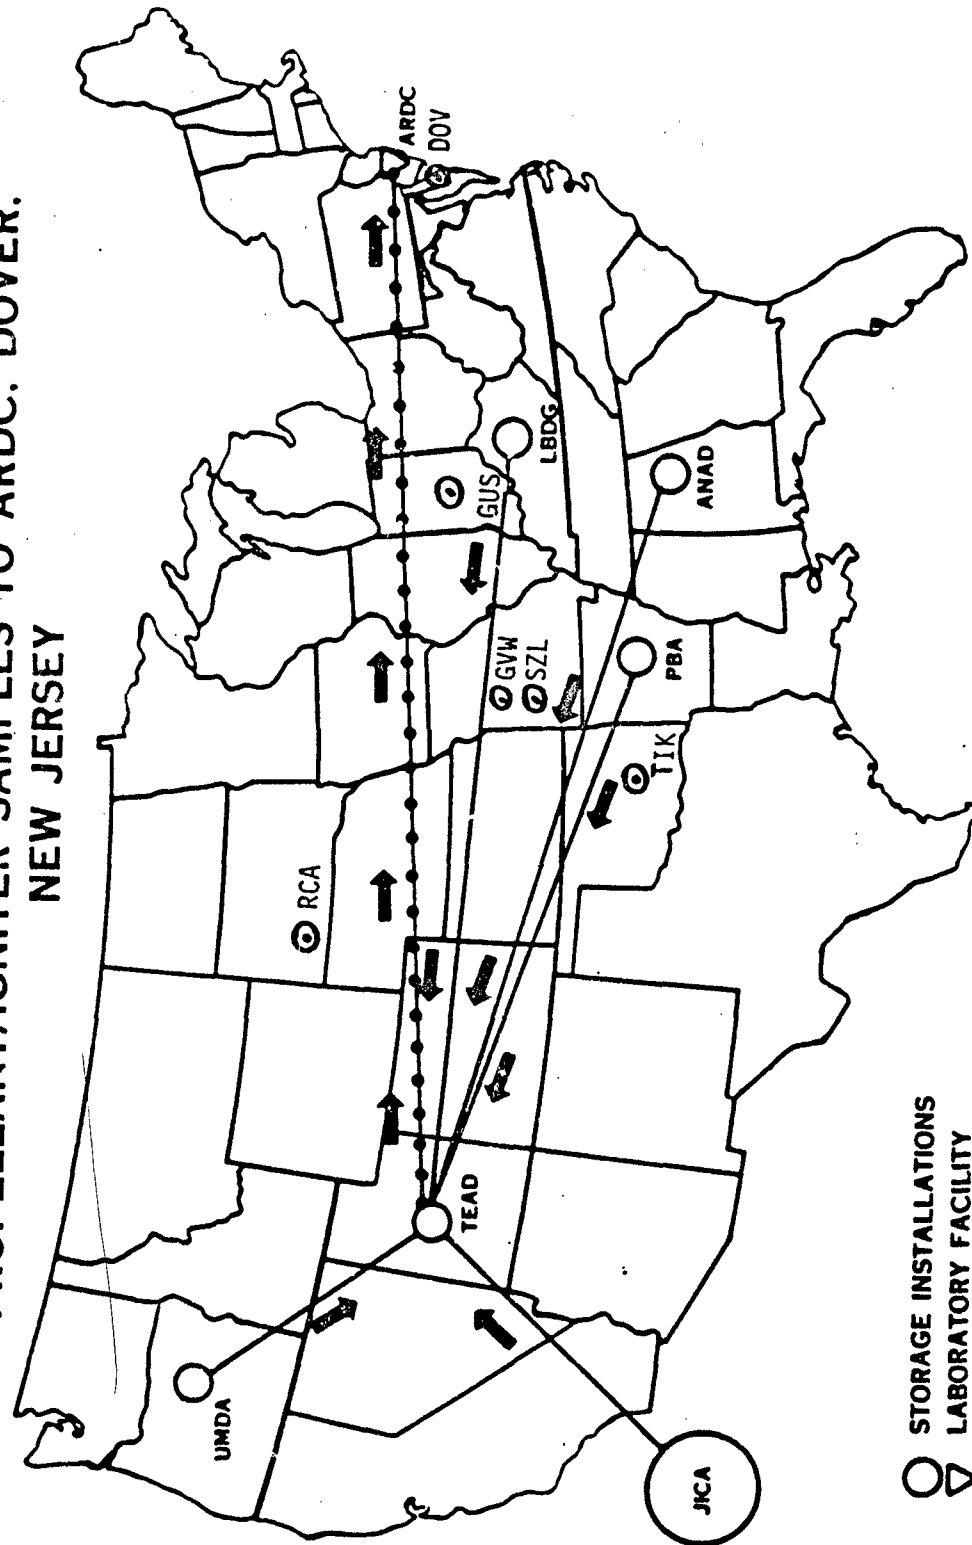 PROPELLANT/IGNITER SAMPLES TO ARDC, DOVER,
NEW JERSEY
UMDA
TEAD
JICA
RCA
GVW
SZL
TIK
PBA
GUS
LBDG
ANAD
ARDC
DOV
STORAGE INSTALLATIONS
LABORATORY FACILITY